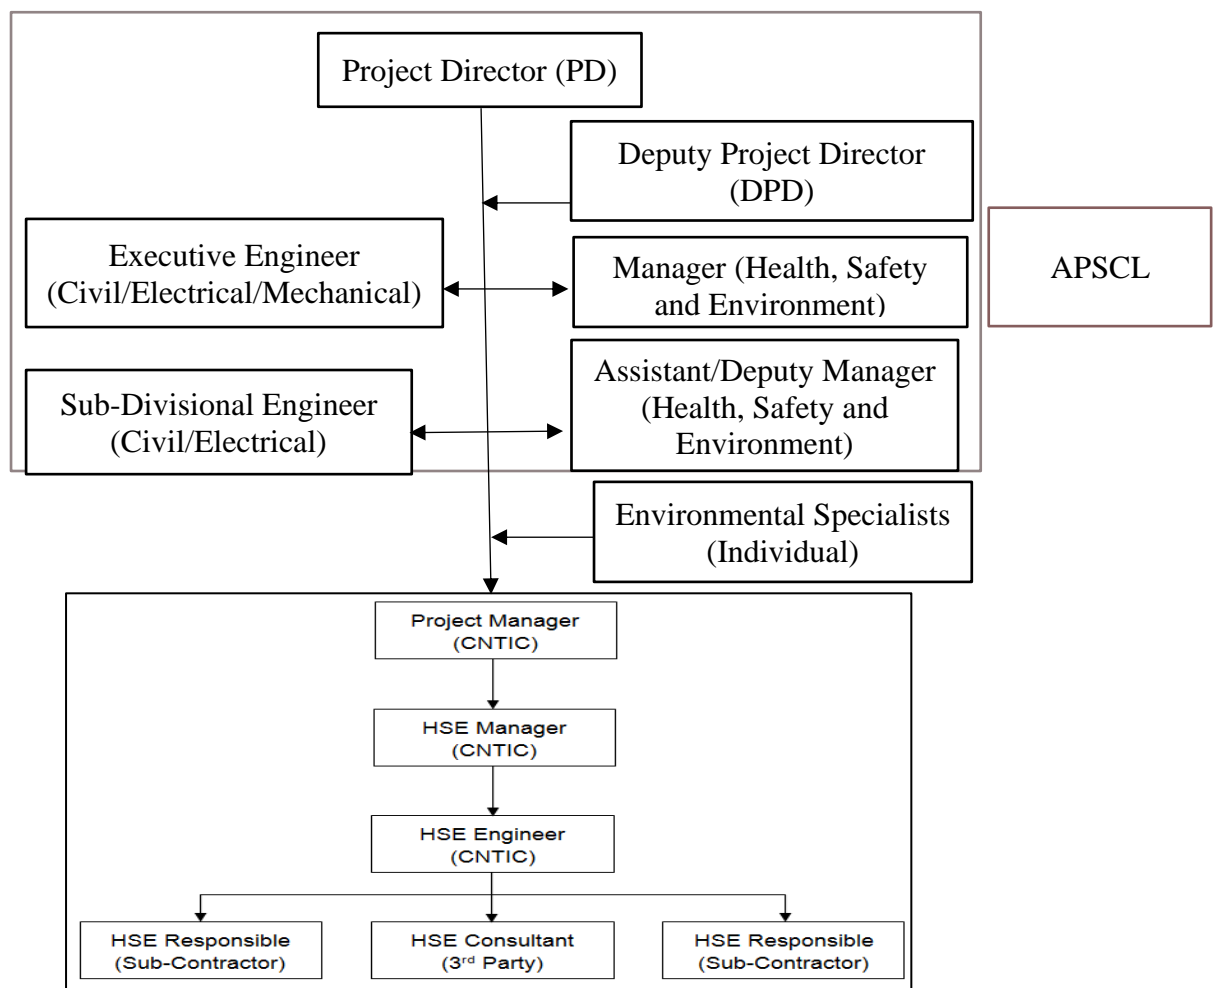 Project Director (PD)
Deputy Project Director
(DPD)
Executive Engineer
(Civil/Electrical/Mechanical)
Manager (Health, Safety
and Environment)
APSCL
Sub-Divisional Engineer
(Civil/Electrical)
Assistant/Deputy Manager
(Health, Safety and
Environment)
Environmental Specialists
(Individual)
Project Manager
(CNTIC)
HSE Manager
(CNTIC)
HSE Engineer
(CNTIC)
HSE Responsible
(Sub-Contractor)
HSE Consultant
(3rd Party)
HSE Responsible
(Sub-Contractor)